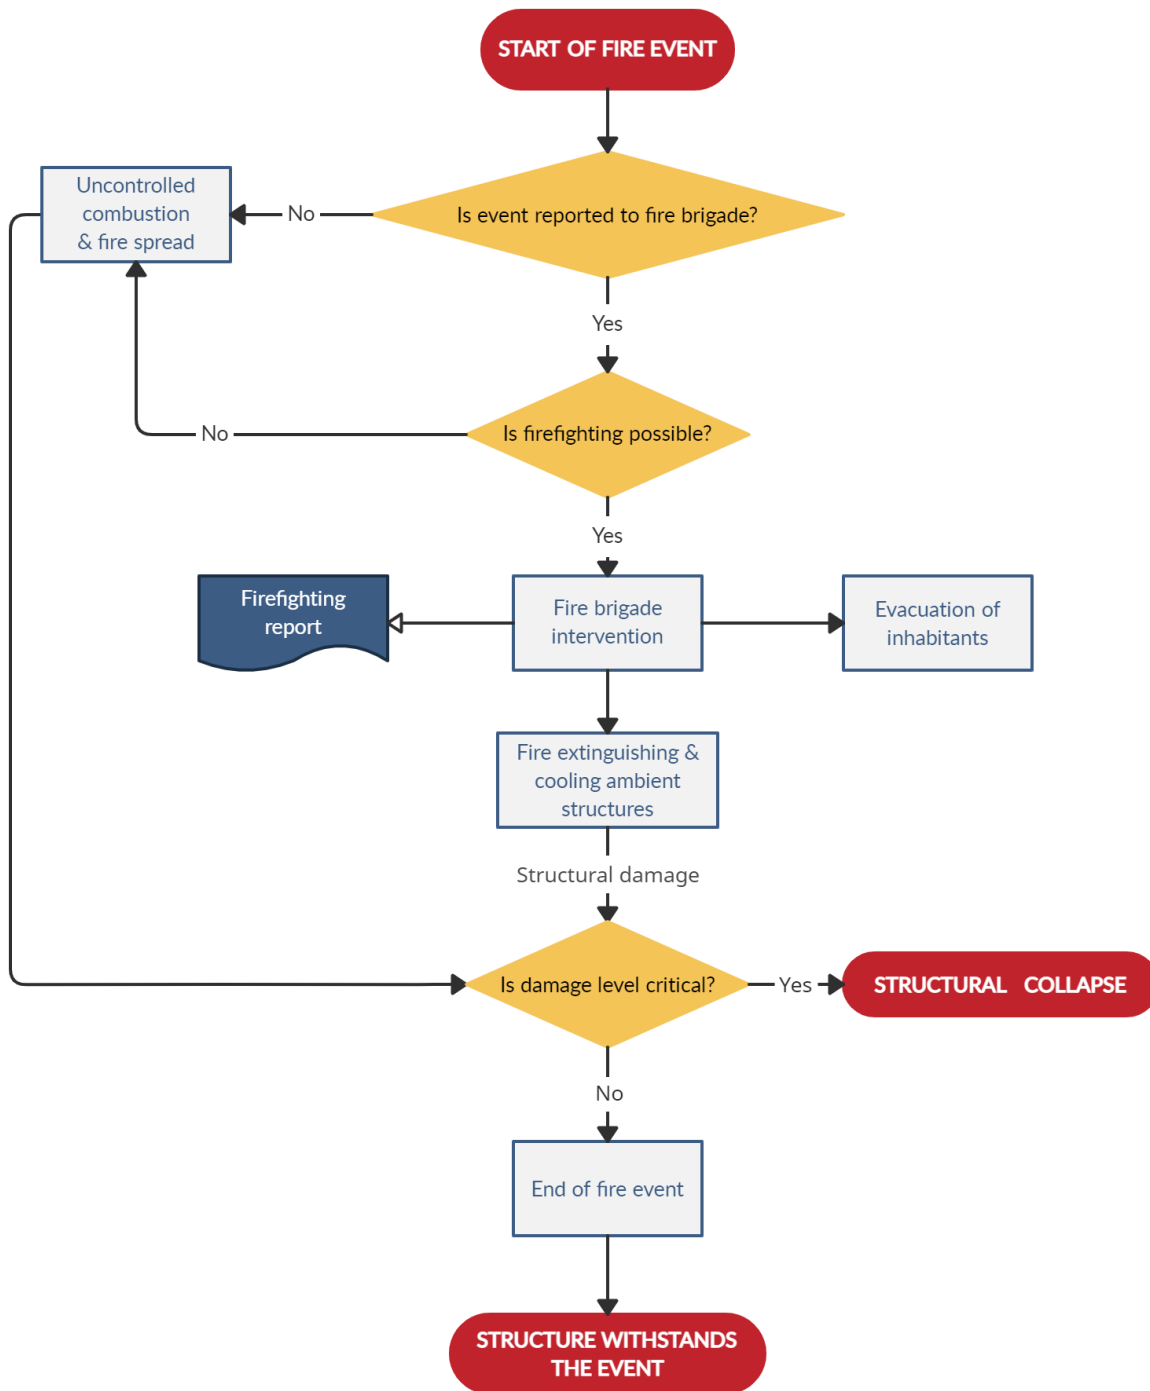 START OF FIRE EVENT
Uncontrolled
combustion
& fire spread
No
Is event reported to fire brigade?
Yes
No
Is firefighting possible?
Yes
Firefighting
report
Fire brigade
intervention
Evacuation of
inhabitants
Fire extinguishing &
cooling ambient
structures
Structural damage
Is damage level critical?
Yes
STRUCTURAL COLLAPSE
No
End of fire event
STRUCTURE WITHSTANDS
THE EVENT